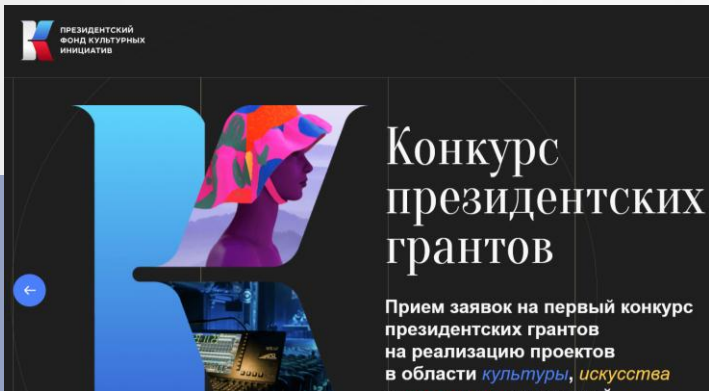 ПРЕЗИДЕНТСКИЙ
ФОНД КУЛЬТУРНЫХ
ИНИЦИАТИВ
Конкурс
президентских
грантов
Прием заявок на первый конкурс
президентских грантов
на реализацию проектов
в области культуры, искусства